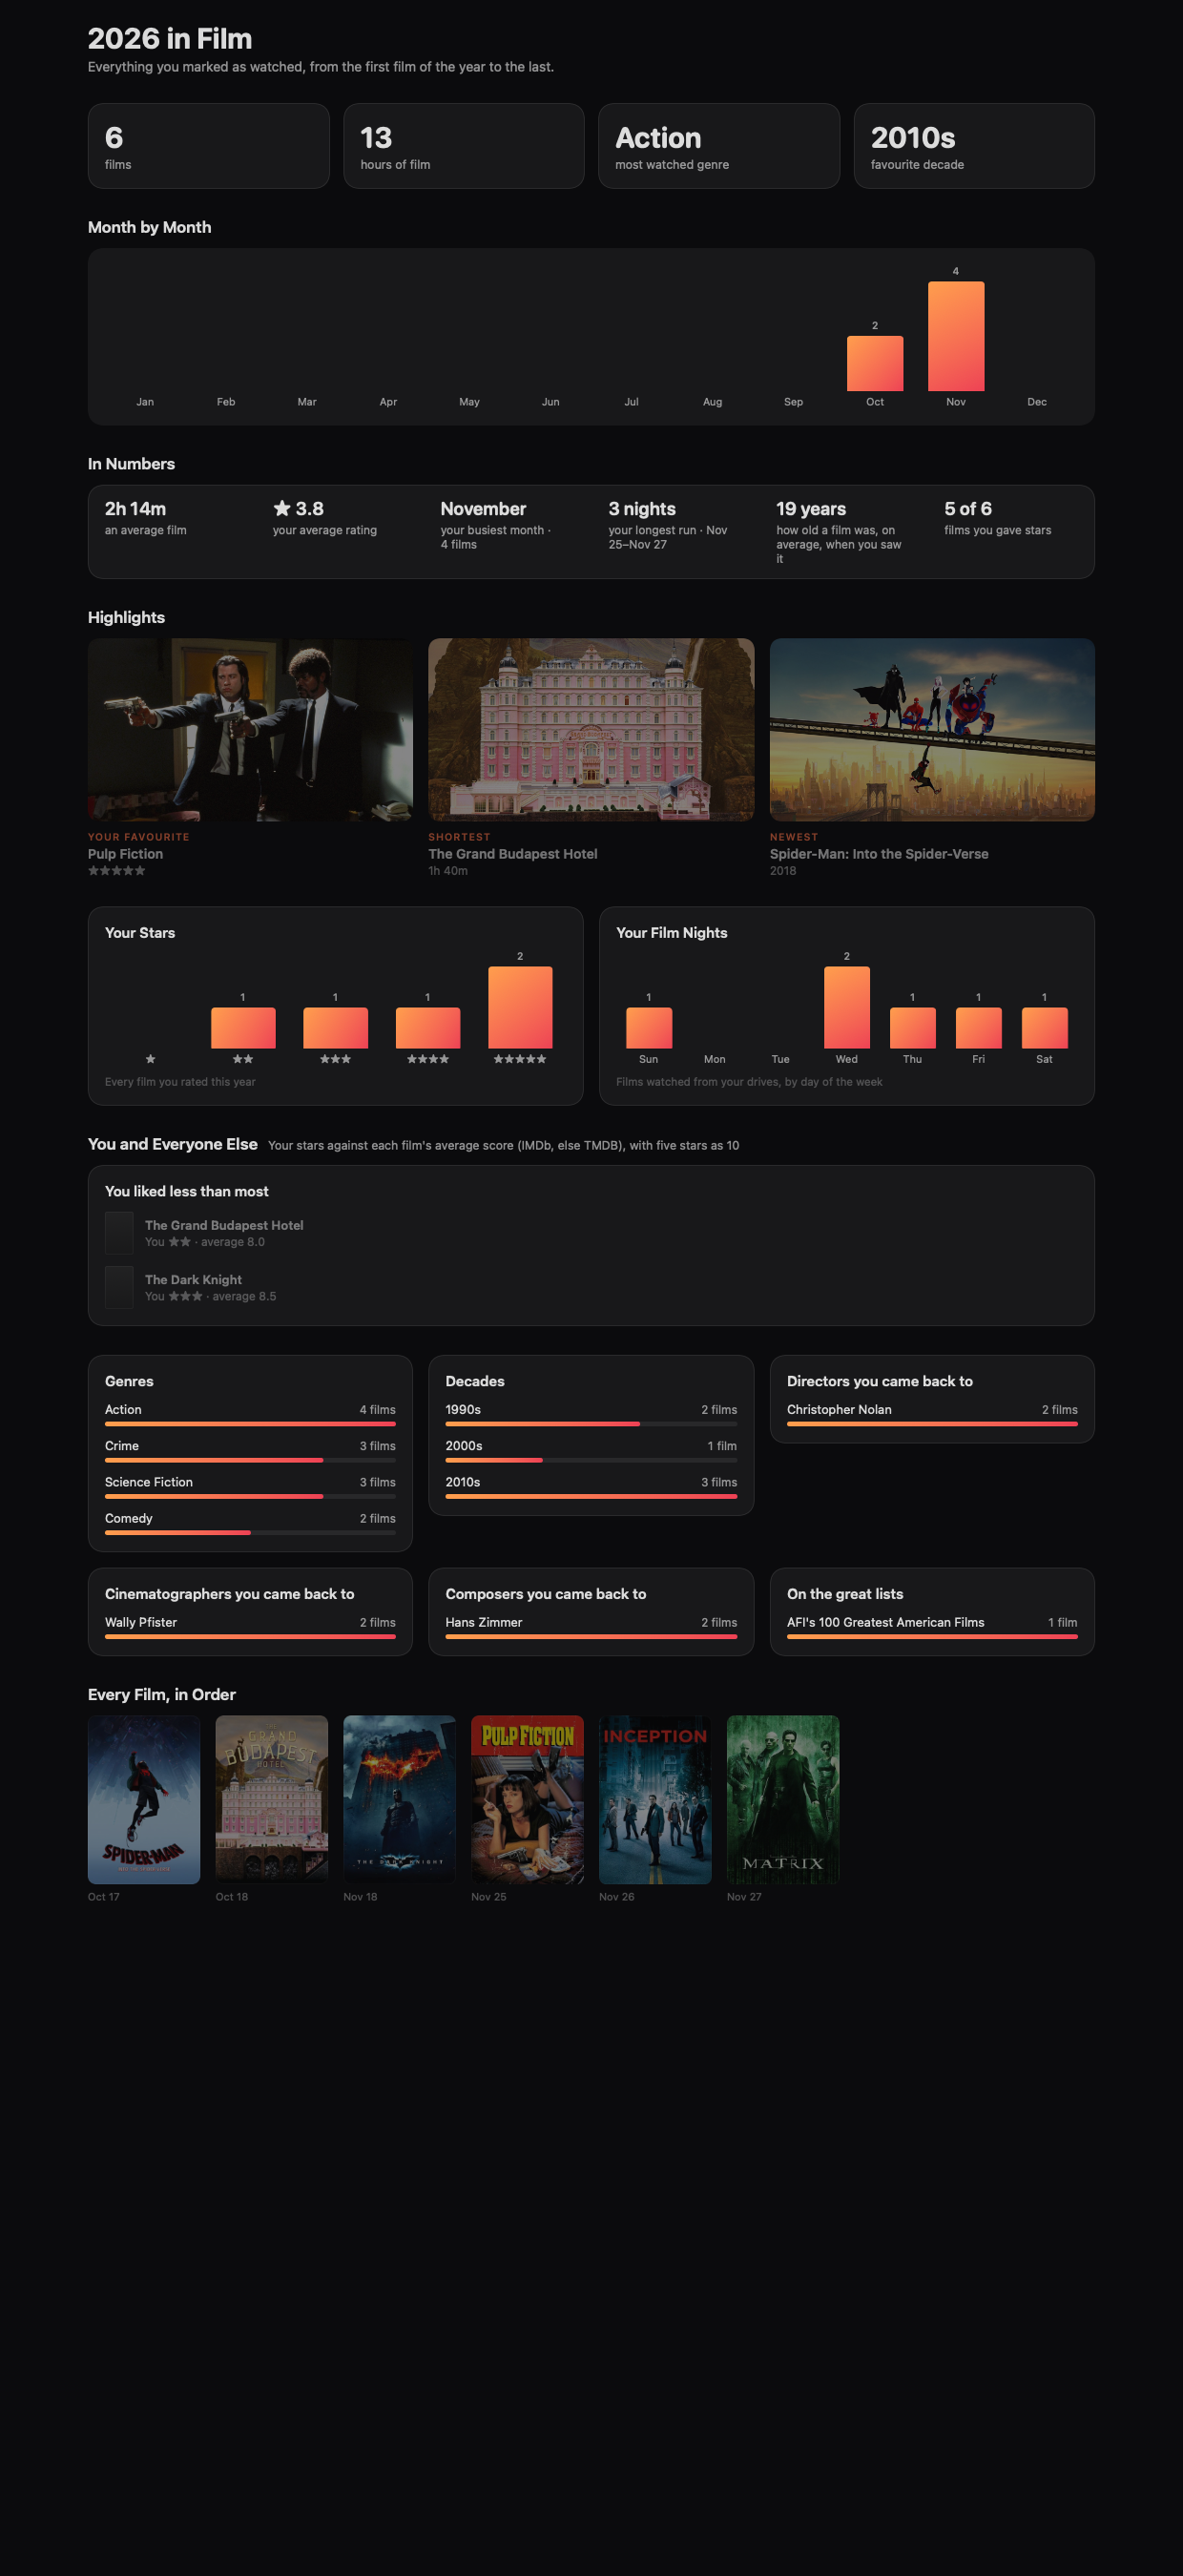 2026 in Film
Everything you marked as watched, from the first film of the year to the last.
6
films
13
hours of film
Action
most watched genre
2010s
favourite decade
Month by Month
4
2
Jan Feb Mar Apr May Jun Jul Aug Sep Oct Nov Dec
In Numbers
2h 14m
an average film
★ 3.8
your average rating
November
your busiest month ·
4 films
3 nights
your longest run · Nov
25–Nov 27
19 years
how old a film was, on
average, when you saw
it
5 of 6
films you gave stars
Highlights
YOUR FAVOURITE
Pulp Fiction
★★★★★
SHORTEST
The Grand Budapest Hotel
1h 40m
NEWEST
Spider-Man: Into the Spider-Verse
2018
Your Stars
2
1 1 1
★ ★★ ★★★ ★★★★ ★★★★★
Every film you rated this year
Your Film Nights
2
1 1 1 1
Sun Mon Tue Wed Thu Fri Sat
Films watched from your drives, by day of the week
You and Everyone Else Your stars against each film's average score (IMDb, else TMDB), with five stars as 10
You liked less than most
The Grand Budapest Hotel
You ★★ · average 8.0
The Dark Knight
You ★★★ · average 8.5
Genres
Action 4 films
Crime 3 films
Science Fiction 3 films
Comedy 2 films
Decades
1990s 2 films
2000s 1 film
2010s 3 films
Directors you came back to
Christopher Nolan 2 films
Cinematographers you came back to
Wally Pfister 2 films
Composers you came back to
Hans Zimmer 2 films
On the great lists
AFI's 100 Greatest American Films 1 film
Every Film, in Order
SPIDER-MAN
GRAND
BUDAPEST
HOTEL
THE DARK KNIGHT
PULP FICTION
INCEPTION
MATRIX
Oct 17
Oct 18
Nov 18
Nov 25
Nov 26
Nov 27